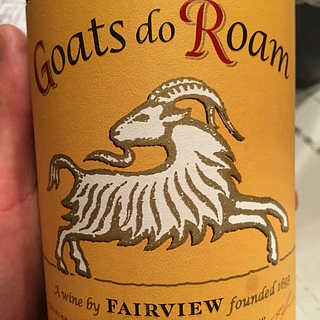 Goats do Roam
A wine by FAIRVIEW founded 1693